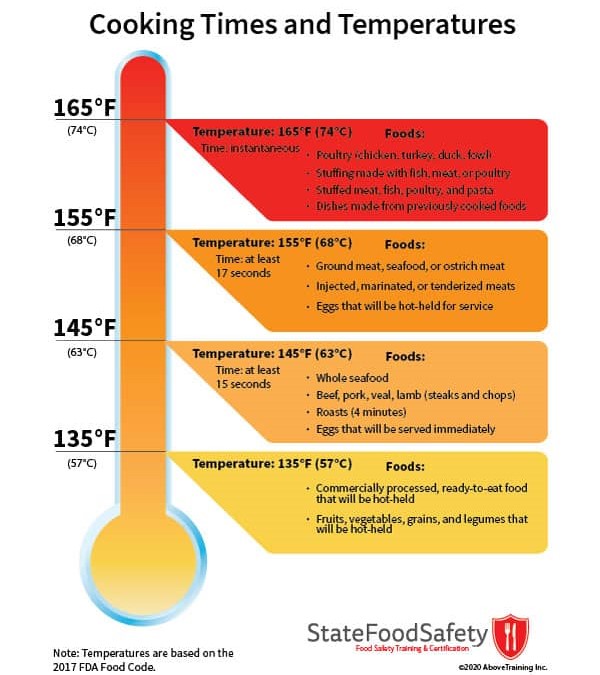 Cooking Times and Temperatures
165°F
(74°C)
Temperature: 165°F (74°C)
Time: instantaneous
Foods:
· Poultry (chicken, turkey, duck, fowl)
· Stuffing made with fish, meat, or poultry
· Stuffed meat, fish, poultry, and pasta
· Dishes made from previously cooked foods
155°F
(68°C)
Temperature: 155°F (68°C)
Time: at least
17 seconds
Foods:
· Ground meat, seafood, or ostrich meat
· Injected, marinated, or tenderized meats
· Eggs that will be hot-held for service
145°F
(63°C)
Temperature: 145°F (63°C)
Time: at least
15 seconds
Foods:
· Whole seafood
· Beef, pork, veal, lamb (steaks and chops)
· Roasts (4 minutes)
· Eggs that will be served immediately
135°F
(57°C)
Temperature: 135°F (57°C)
Foods:
· Commercially processed, ready-to-eat food
that will be hot-held
· Fruits, vegetables, grains, and legumes that
will be hot-held
StateFoodSafety
Food Safety Training & Certification
Note: Temperatures are based on the
2017 FDA Food Code.
©2020 AboveTraining Inc.